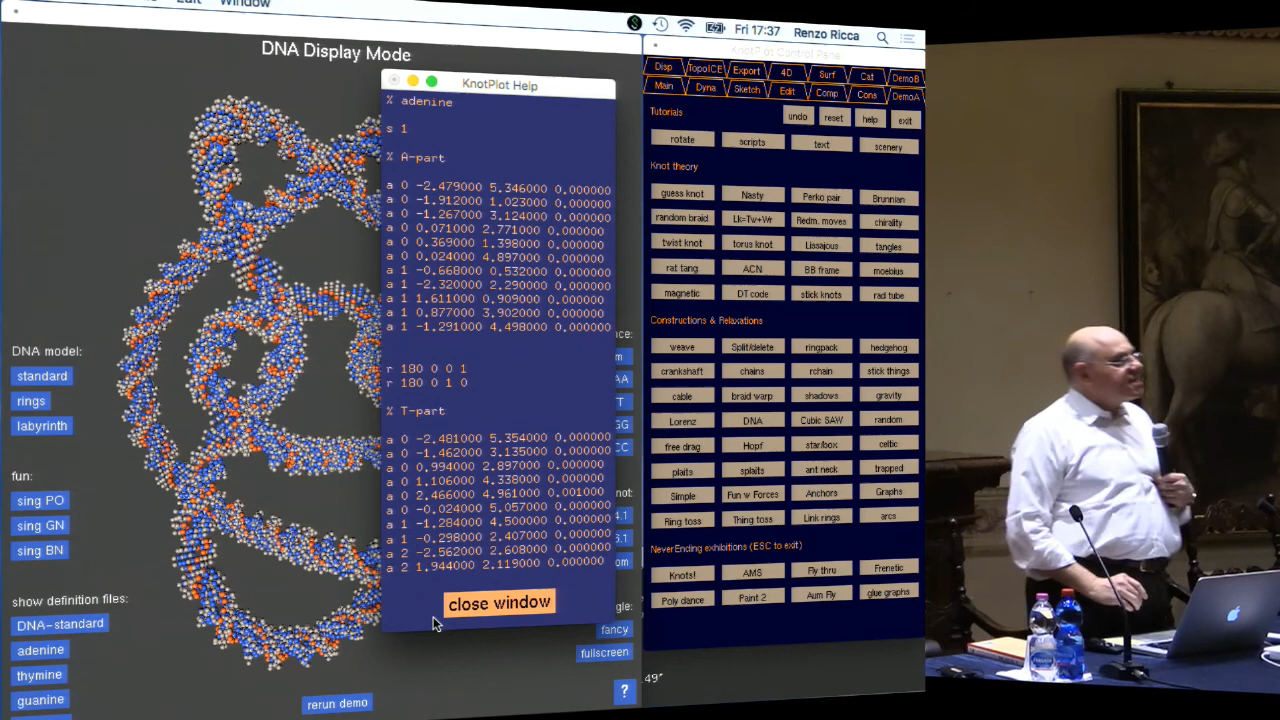 Edit Window
Fri 17:37 Renzo Ricca
DNA Display Mode
KnotPlot Help
% adenine
s 1
% A-part
a 0 -2.479000 5.346000 0.000000
a 0 -1.912000 1.023000 0.000000
a 0 -1.267000 3.124000 0.000000
a 0 0.071000 2.771000 0.000000
a 0 0.369000 1.398000 0.000000
a 0 0.024000 4.897000 0.000000
a 1 -0.668000 0.532000 0.000000
a 1 -2.320000 2.290000 0.000000
a 1 1.611000 0.909000 0.000000
a 1 0.877000 3.902000 0.000000
a 1 -1.291000 4.498000 0.000000
r 180 0 0 1
r 180 0 1 0
% T-part
a 0 -2.481000 5.354000 0.000000
a 0 -1.462000 3.135000 0.000000
a 0 0.994000 2.897000 0.000000
a 0 1.106000 4.338000 0.000000
a 0 2.466000 4.961000 0.001000
a 0 -0.024000 5.057000 0.000000
a 1 -1.284000 4.500000 0.000000
a 1 -0.298000 2.407000 0.000000
a 2 -2.562000 2.608000 0.000000
a 2 1.944000 2.119000 0.000000
close window
DNA model:
standard
rings
labyrinth
fun:
sing PO
sing GN
sing BN
show definition files:
DNA-standard
adenine
thymine
guanine
rerun demo
fancy
fullscreen
?
KnotPlot Control Panel
Disp TopoICE Export 4D Surf Cat DemoB
Main Dyna Sketch Edit Comp Cons DemoA
Tutorials undo reset help exit
rotate scripts text scenery
Knot theory
guess knot Nasty Perko pair Brunnian
random braid Lk=Tw+Wr Redm. moves chirality
twist knot torus knot Lissajous tangles
rat tang ACN BB frame moebius
magnetic DT code stick knots rad tube
Constructions & Relaxations
weave Split/delete ringpack hedgehog
crankshaft chains rchain stick things
cable braid warp shadows gravity
Lorenz DNA Cubic SAW random
free drag Hopf star/box celtic
plaits splaits ant neck trapped
Simple Fun w Forces Anchors Graphs
Ring toss Thing toss Link rings arcs
NeverEnding exhibitions (ESC to exit)
Knots! AMS Fly thru Frenetic
Poly dance Paint 2 Aum Fly glue graphs
49"